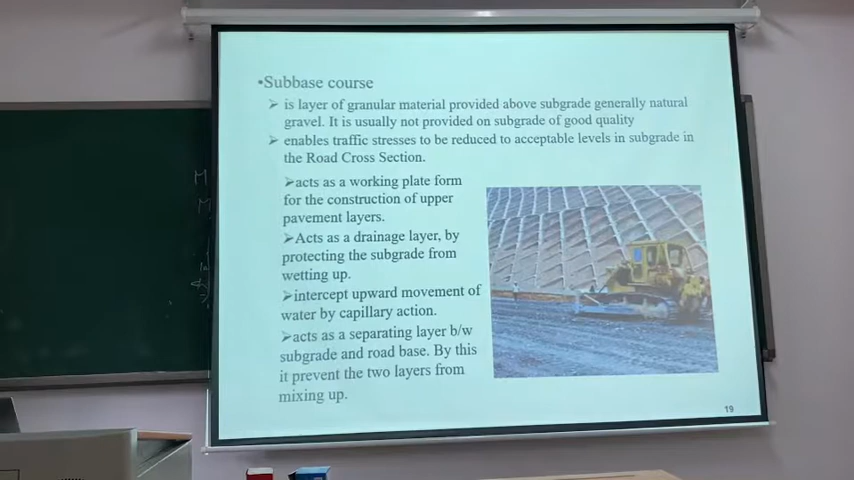 •Subbase course
➢ is layer of granular material provided above subgrade generally natural
gravel. It is usually not provided on subgrade of good quality
➢ enables traffic stresses to be reduced to acceptable levels in subgrade in
the Road Cross Section.
➢acts as a working plate form
for the construction of upper
pavement layers.
➢Acts as a drainage layer, by
protecting the subgrade from
wetting up.
➢intercept upward movement of
water by capillary action.
➢acts as a separating layer b/w
subgrade and road base. By this
it prevent the two layers from
mixing up.
19